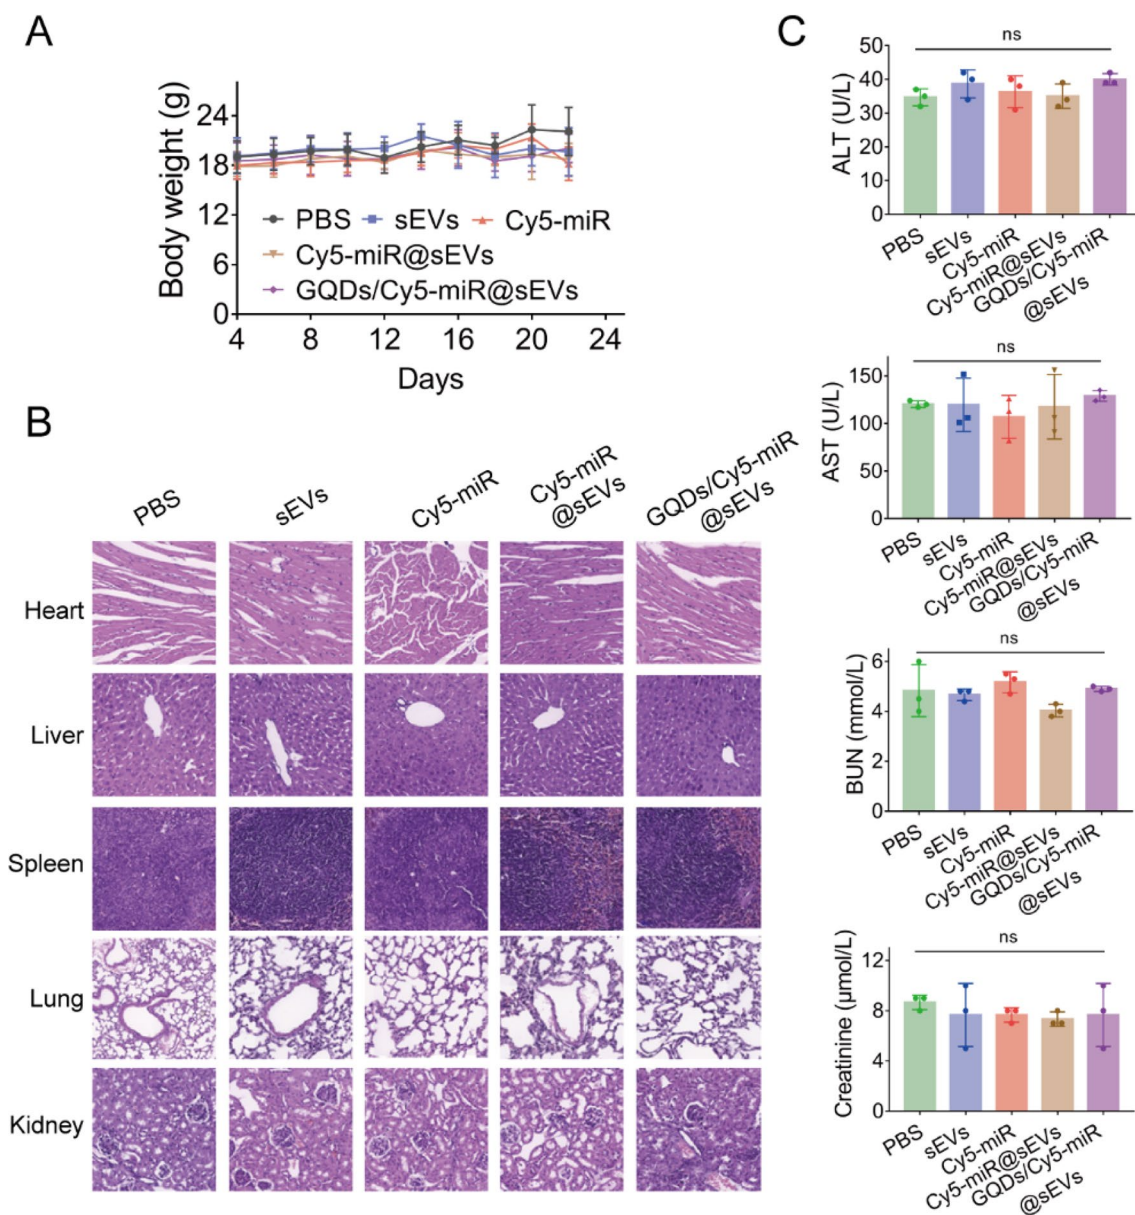 A
Body weight (g)
24
18
12
6
0
PBS sEVs Cy5-miR
Cy5-miR@sEVs
GQDs/Cy5-miR@sEVs
4 8 12 16 20 24
Days
B
PBS
sEVs
Cy5-miR
Cy5-miR
@sEVs
GQDs/Cy5-miR
@sEVs
Heart
Liver
Spleen
Lung
Kidney
C
ns
ALT (U/L)
50
40
30
20
10
0
PBS
sEVs
Cy5-miR
Cy5-miR@sEVs
GQDs/Cy5-miR
@sEVs
ns
AST (U/L)
150
100
50
0
PBS
sEVs
Cy5-miR
Cy5-miR@sEVs
GQDs/Cy5-miR
@sEVs
ns
BUN (mmol/L)
6
4
2
0
PBS
sEVs
Cy5-miR
Cy5-miR@sEVs
GQDs/Cy5-miR
@sEVs
ns
Creatinine (μmol/L)
12
8
4
0
PBS
sEVs
Cy5-miR
Cy5-miR@sEVs
GQDs/Cy5-miR
@sEVs